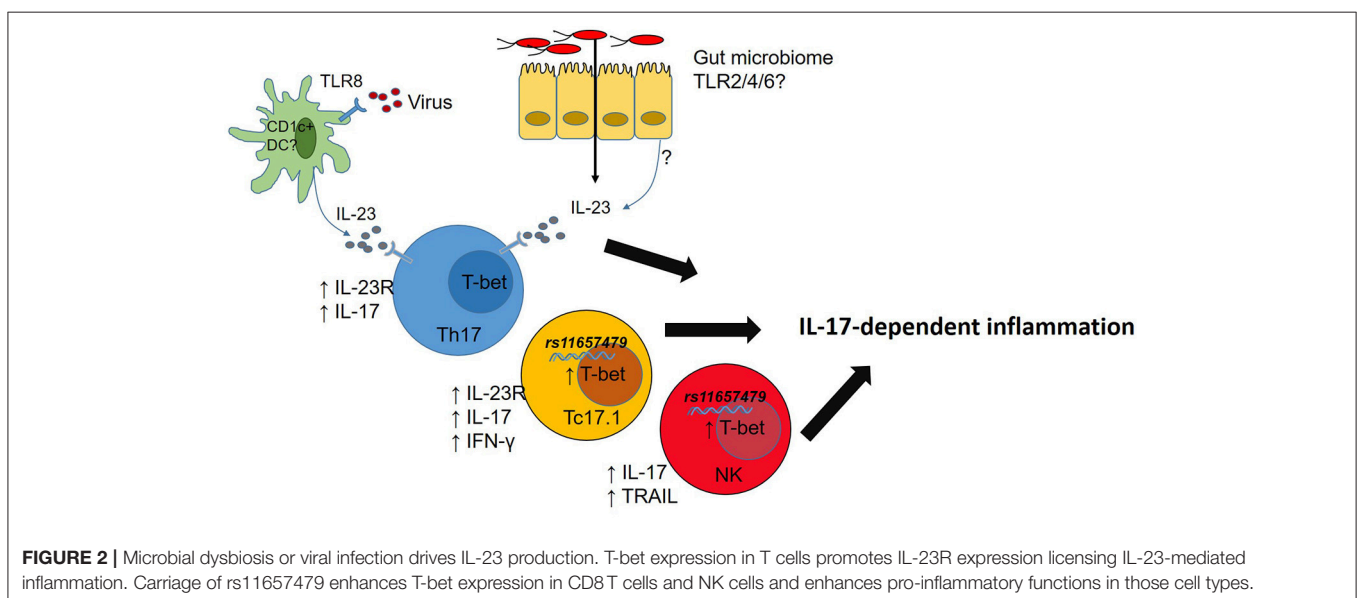 TLR8
Virus
CD1c+
DC?
Gut microbiome
TLR2/4/6?
?
IL-23
IL-23
↑ IL-23R
↑ IL-17
T-bet
Th17
IL-17-dependent inflammation
rs11657479
↑ T-bet
Tc17.1
↑ IL-23R
↑ IL-17
↑ IFN-γ
rs11657479
↑ T-bet
NK
↑ IL-17
↑ TRAIL
FIGURE 2 | Microbial dysbiosis or viral infection drives IL-23 production. T-bet expression in T cells promotes IL-23R expression licensing IL-23-mediated
inflammation. Carriage of rs11657479 enhances T-bet expression in CD8 T cells and NK cells and enhances pro-inflammatory functions in those cell types.